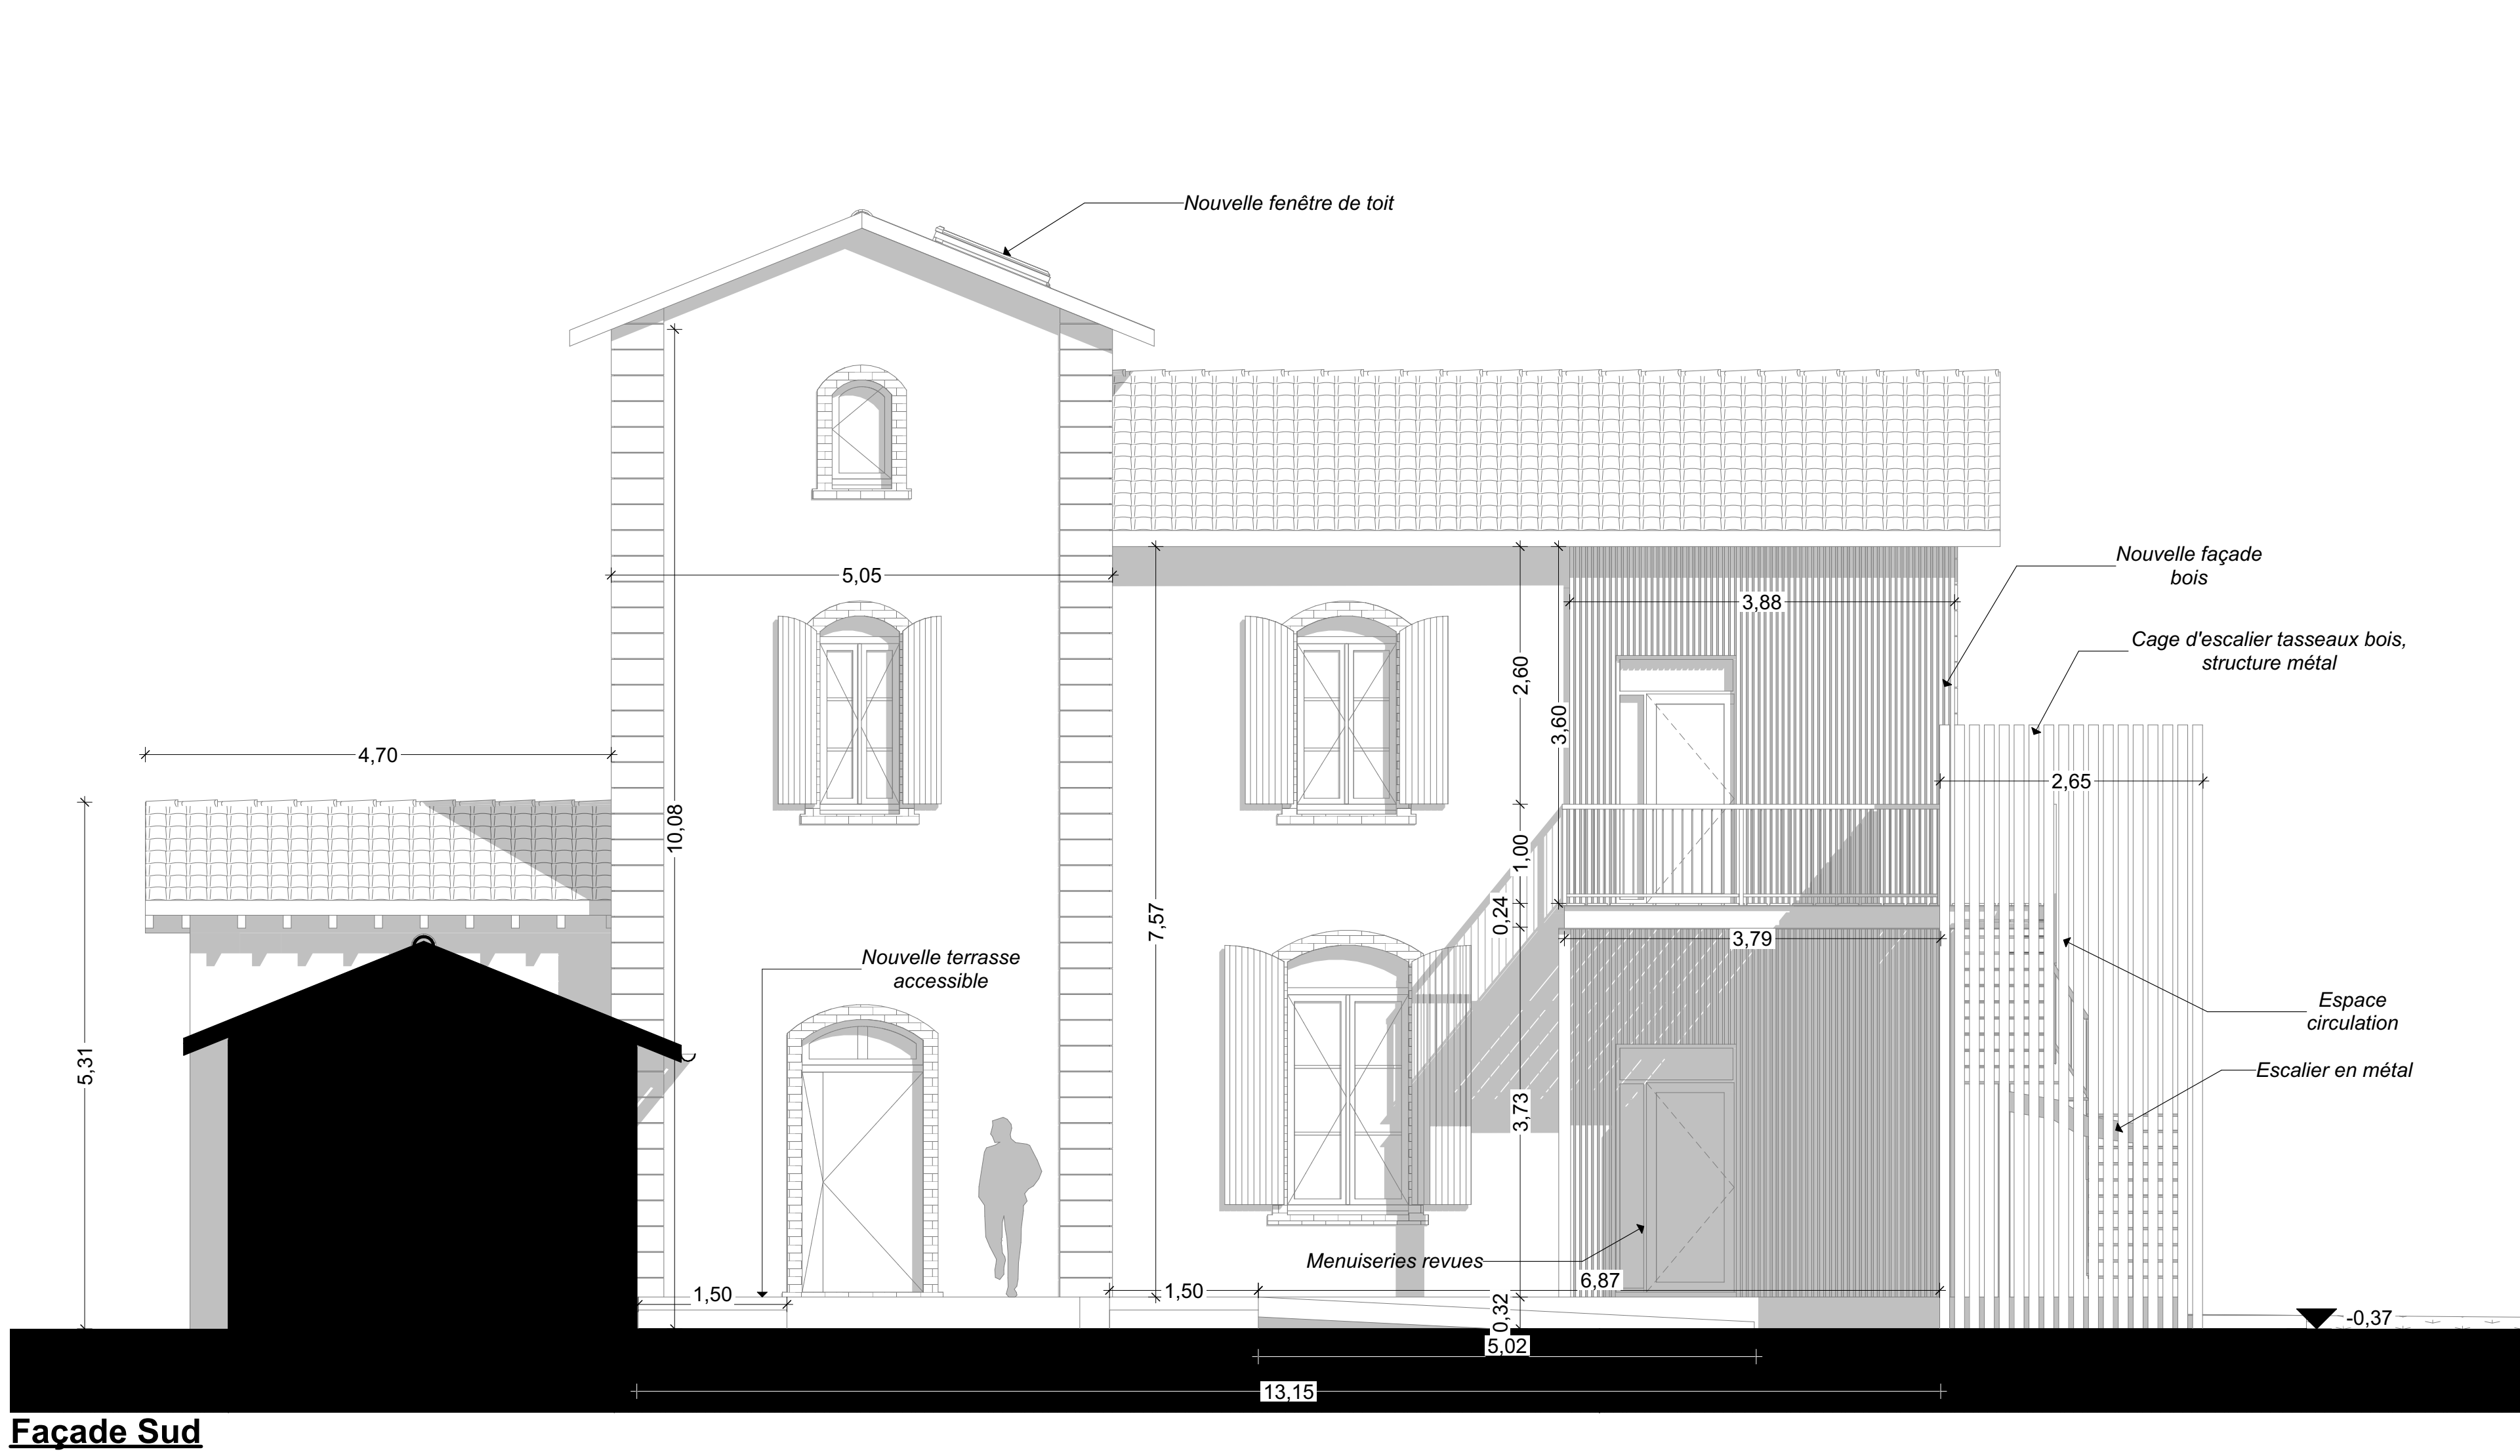 Nouvelle fenêtre de toit
Nouvelle façade
bois
5,05
3,88
Cage d'escalier tasseaux bois,
structure métal
2,60
3,60
4,70
2,65
10,08
1,00
0,24
7,57
3,79
Nouvelle terrasse
accessible
Espace
circulation
5,31
Escalier en métal
3,73
Menuiseries revues
6,87
1,50
1,50
0,32
-0,37
5,02
13,15
Façade Sud